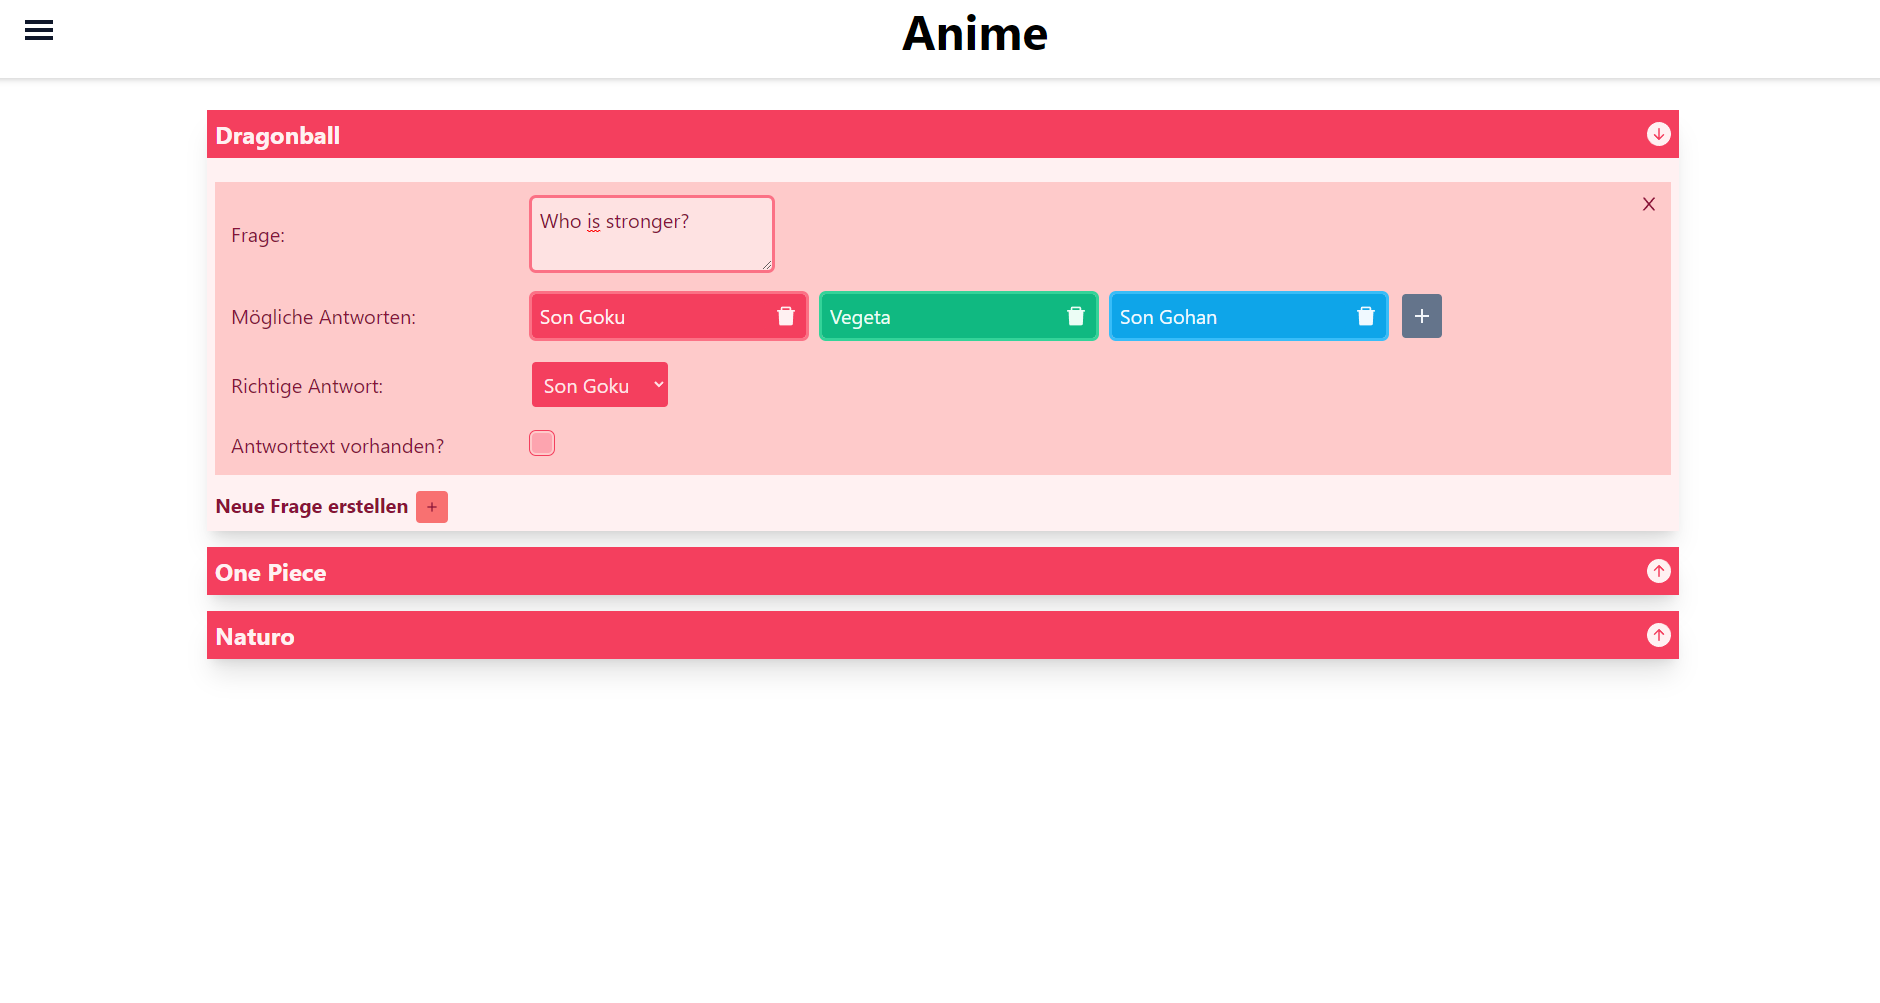 Anime
Dragonball
Frage:
Who is stronger?
Mögliche Antworten:
Son Goku
Vegeta
Son Gohan
+
Richtige Antwort:
Son Goku
Antworttext vorhanden?
Neue Frage erstellen +
One Piece
Naturo